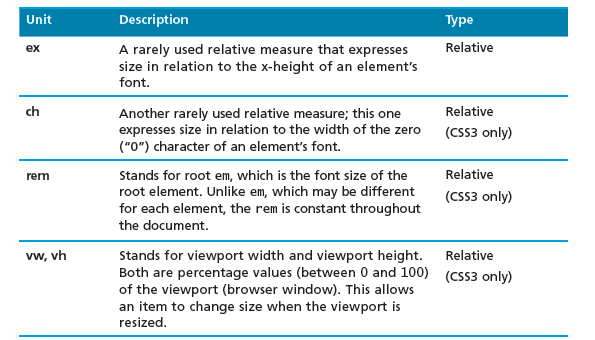 Unit Description Type
ex A rarely used relative measure that expresses Relative
size in relation to the x-height of an element’s
font.
ch Another rarely used relative measure; this one Relative
expresses size in relation to the width of the zero (CSS3 only)
(“0”) character of an element’s font.
rem Stands for root em, which is the font size of the Relative
root element. Unlike em, which may be different (CSS3 only)
for each element, the rem is constant throughout
the document.
vw, vh Stands for viewport width and viewport height. Relative
Both are percentage values (between 0 and 100) (CSS3 only)
of the viewport (browser window). This allows
an item to change size when the viewport is
resized.